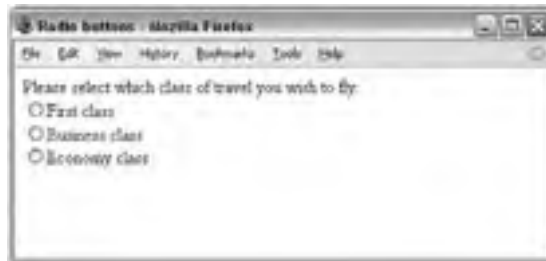 Radio buttons - Mozilla Firefox
File Edit View History Bookmarks Tools Help
Please select which class of travel you wish to fly:
First class
Business class
Economy class